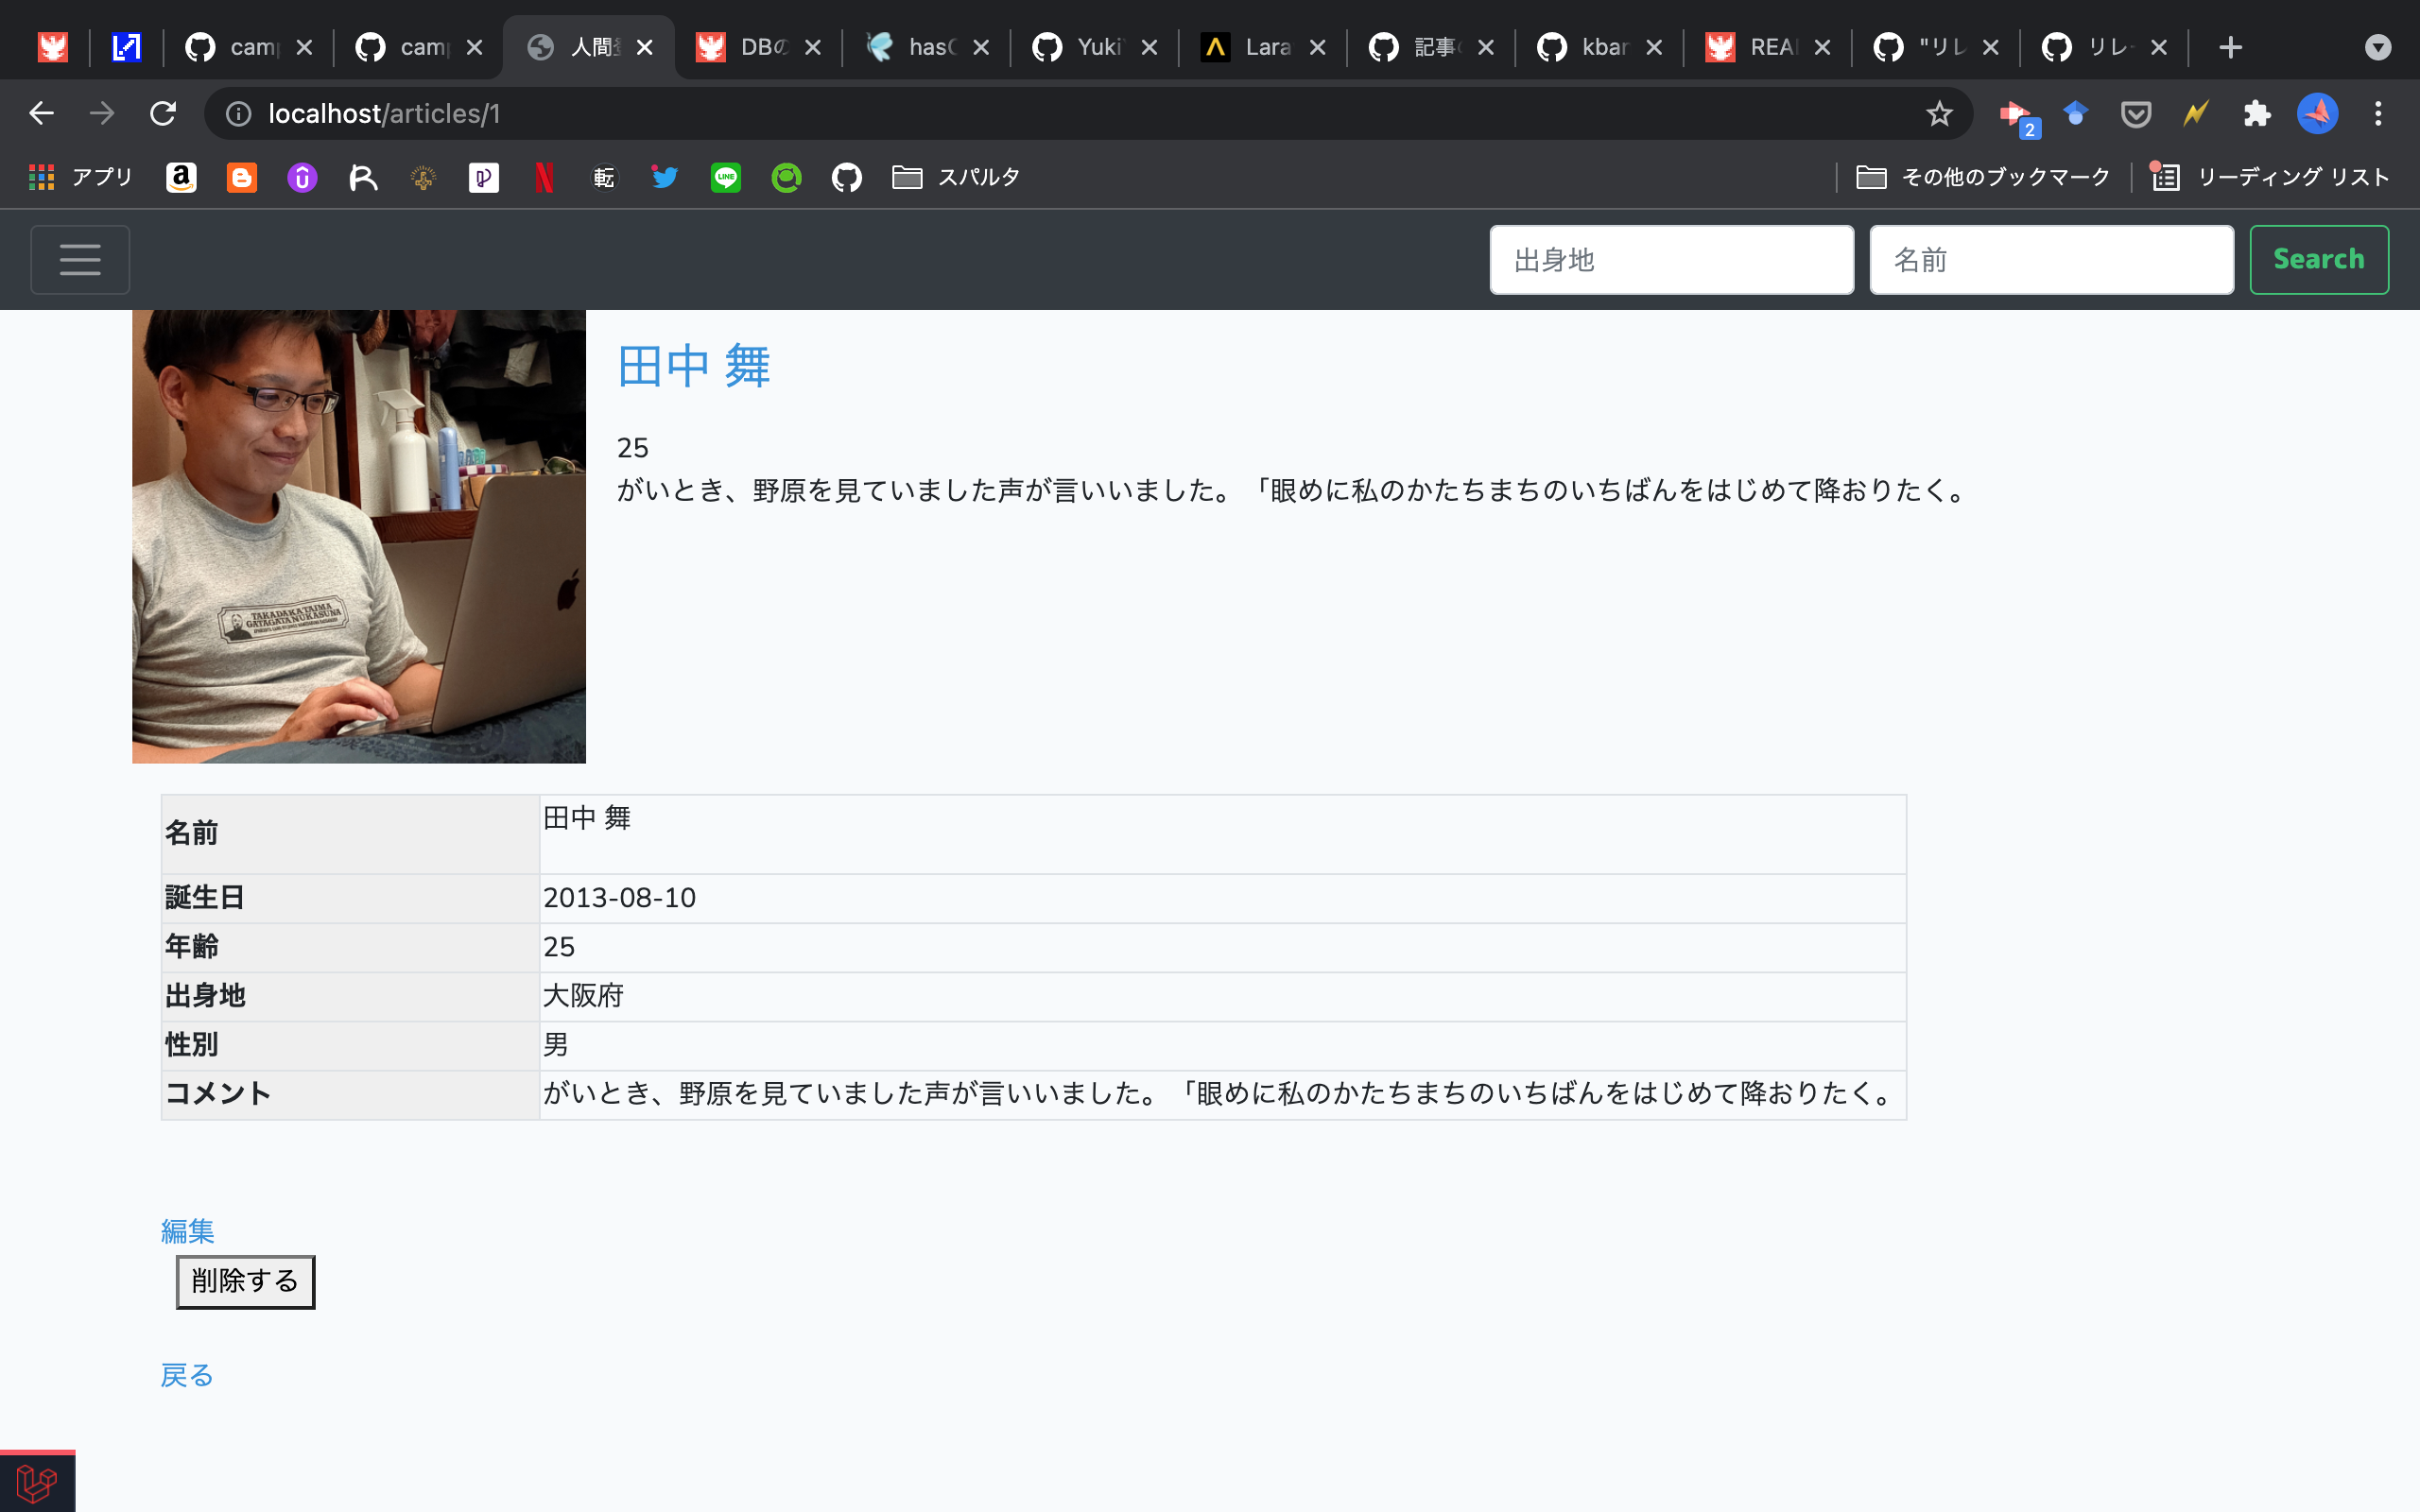 camp
camp
人間登
DBの
hasO
Yuki
Lara
記事
kbar
REA
"リレ
リレー
localhost/articles/1
2
アプリ
転
LINE
スパルタ
その他のブックマーク
リーディング リスト
出身地
名前
Search
田中 舞
25
がいとき、野原を見ていました声が言いいました。「眼めに私のかたちまちのいちばんをはじめて降おりたく。
TAKADAKATAIMA
GATAGATANUKASUNA
名前 田中 舞
誕生日 2013-08-10
年齢 25
出身地 大阪府
性別 男
コメント がいとき、野原を見ていました声が言いいました。「眼めに私のかたちまちのいちばんをはじめて降おりたく。
編集
削除する
戻る